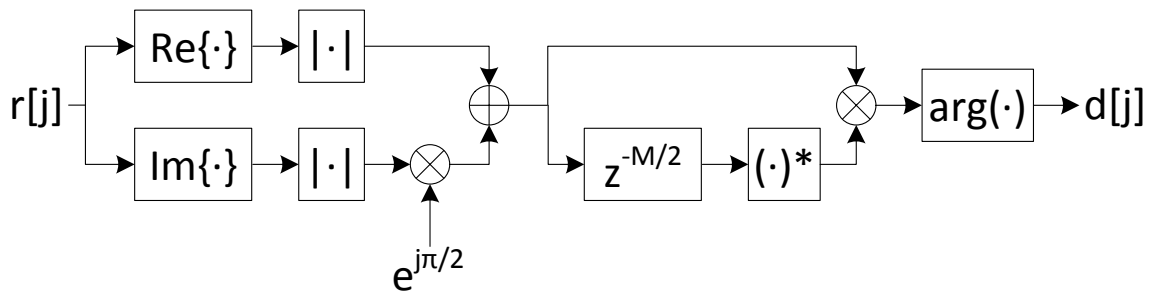 r[j]
Re{·}
|·|
Im{·}
|·|
e^{jπ/2}
z^{-M/2}
(·)*
arg(·)
d[j]